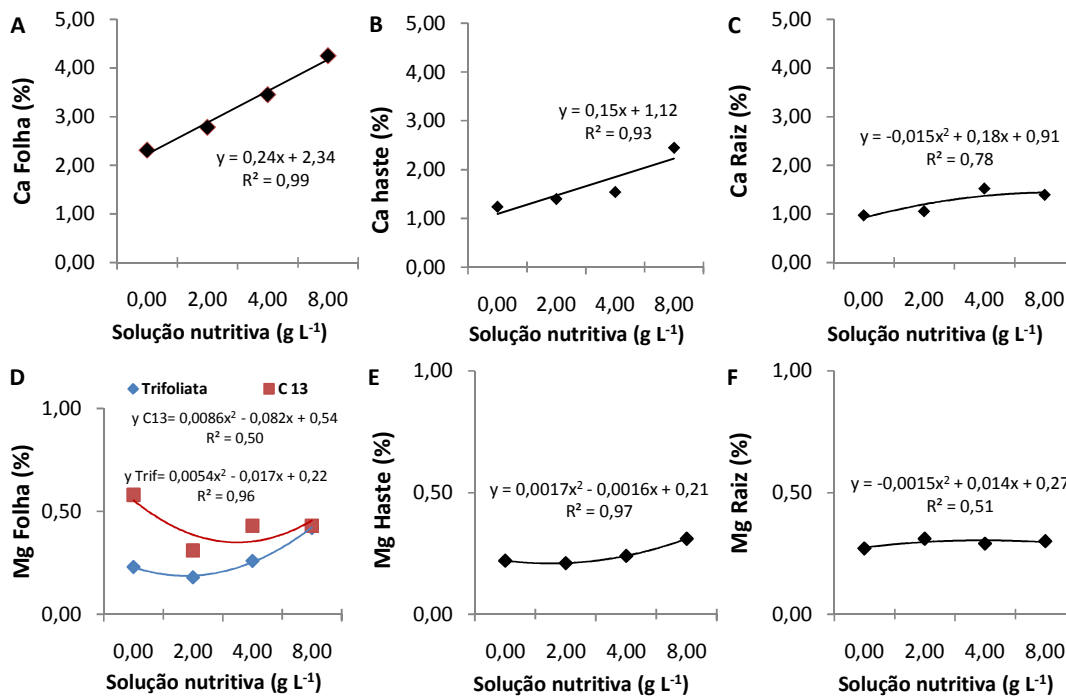 A
Ca Folha (%)
5,00
4,00
3,00
2,00
1,00
0,00
y = 0,24x + 2,34
R² = 0,99
0,00 2,00 4,00 8,00
Solução nutritiva (g L⁻¹)
B
Ca haste (%)
5,00
4,00
3,00
2,00
1,00
0,00
y = 0,15x + 1,12
R² = 0,93
0,00 2,00 4,00 8,00
Solução nutritiva (g L⁻¹)
C
Ca Raiz (%)
5,00
4,00
3,00
2,00
1,00
0,00
y = -0,015x² + 0,18x + 0,91
R² = 0,78
0,00 2,00 4,00 8,00
Solução nutritiva (g L⁻¹)
D
Trifoliata C 13
Mg Folha (%)
1,00
0,50
0,00
y C13= 0,0086x² - 0,082x + 0,54
R² = 0,50
y Trif= 0,0054x² - 0,017x + 0,22
R² = 0,96
0,00 2,00 4,00 8,00
Solução nutritiva (g L⁻¹)
E
Mg Haste (%)
1,00
0,50
0,00
y = 0,0017x² - 0,0016x + 0,21
R² = 0,97
0,00 2,00 4,00 8,00
Solução nutritiva (g L⁻¹)
F
Mg Raiz (%)
1,00
0,50
0,00
y = -0,0015x² + 0,014x + 0,27
R² = 0,51
0,00 2,00 4,00 8,00
Solução nutritiva (g L⁻¹)